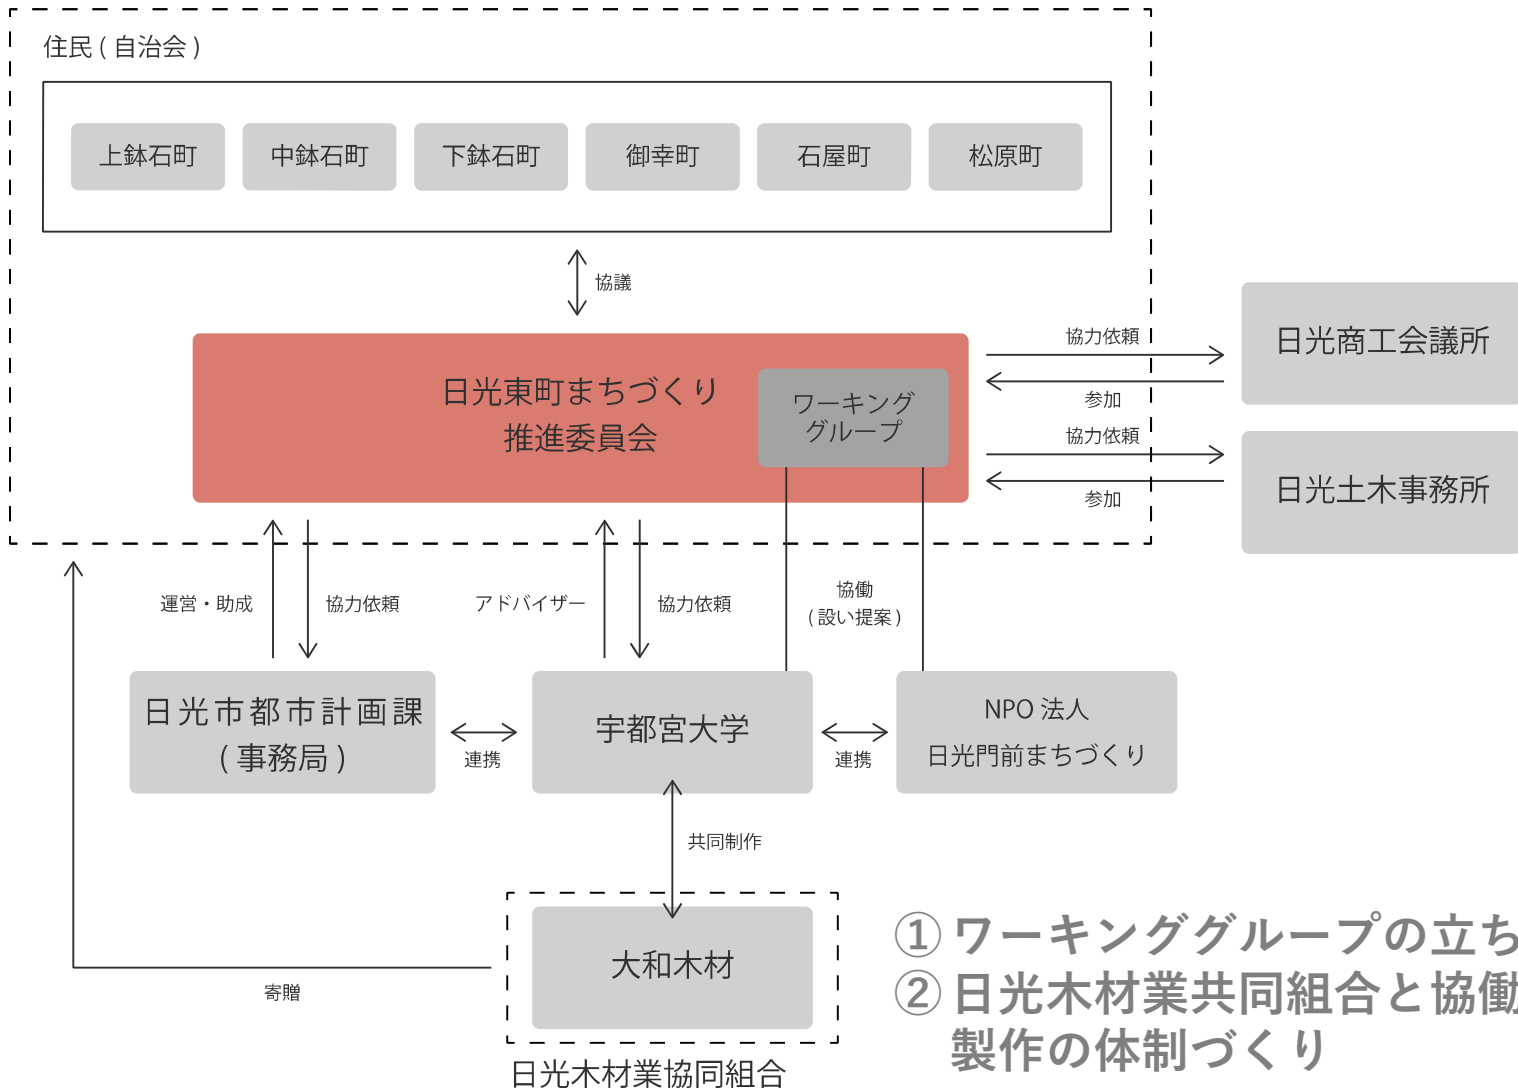 住民(自治会)
上鉢石町
中鉢石町
下鉢石町
御幸町
石屋町
松原町
協議
日光東町まちづくり
推進委員会
ワーキング
グループ
協力依頼
参加
日光商工会議所
協力依頼
参加
日光土木事務所
運営・助成
協力依頼
アドバイザー
協力依頼
協働
(設い提案)
日光市都市計画課
(事務局)
連携
宇都宮大学
連携
NPO 法人
日光門前まちづくり
共同制作
大和木材
寄贈
日光木材業協同組合
① ワーキンググループの立ち
② 日光木材業共同組合と協働
製作の体制づくり